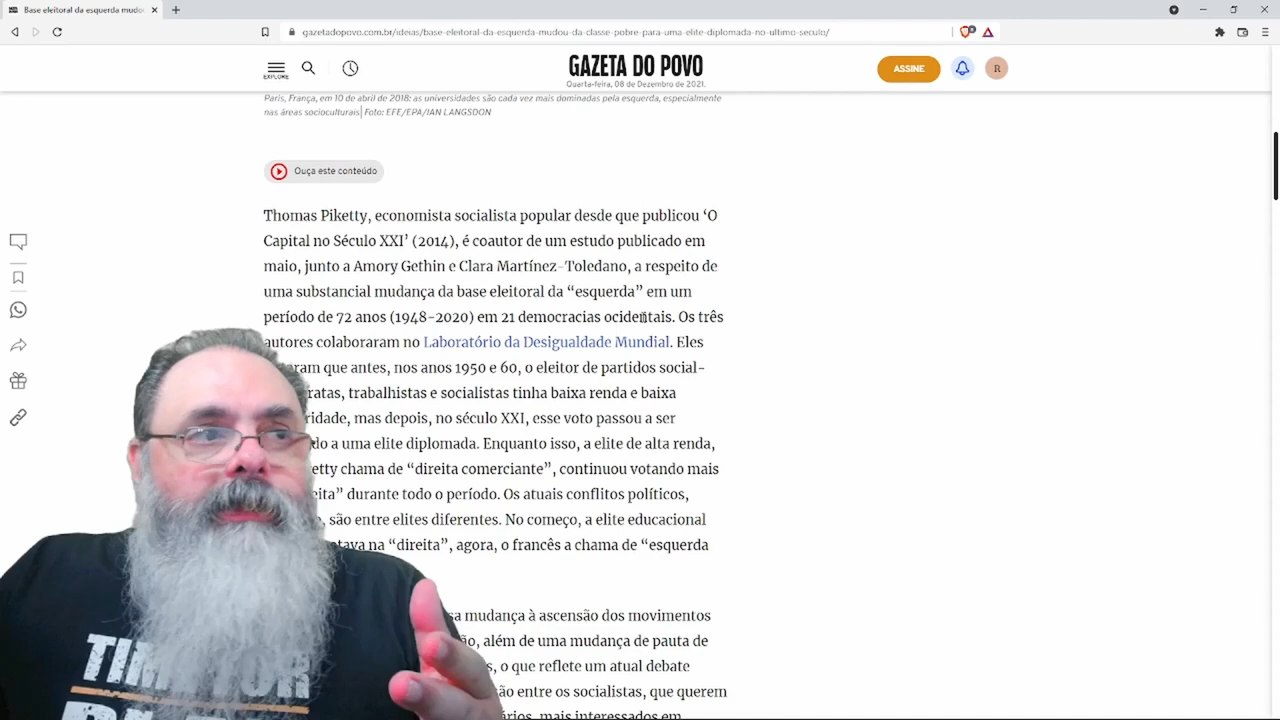 Base eleitoral da esquerda mudou
gazetadopovo.com.br/ideias/base-eleitoral-da-esquerda-mudou-da-classe-pobre-para-uma-elite-diplomada-no-ultimo-seculo/
EXPLORE
GAZETA DO POVO
Quarta-feira, 08 de Dezembro de 2021.
ASSINE
R
Paris, França, em 10 de abril de 2018: as universidades são cada vez mais dominadas pela esquerda, especialmente
nas áreas socioculturais| Foto: EFE/EPA/IAN LANGSDON
Ouça este conteúdo
Thomas Piketty, economista socialista popular desde que publicou ‘O
Capital no Século XXI’ (2014), é coautor de um estudo publicado em
maio, junto a Amory Gethin e Clara Martínez-Toledano, a respeito de
uma substancial mudança da base eleitoral da “esquerda” em um
período de 72 anos (1948-2020) em 21 democracias ocidentais. Os três
autores colaboraram no Laboratório da Desigualdade Mundial. Eles
ram que antes, nos anos 1950 e 60, o eleitor de partidos social-
ratas, trabalhistas e socialistas tinha baixa renda e baixa
ridade, mas depois, no século XXI, esse voto passou a ser
do a uma elite diplomada. Enquanto isso, a elite de alta renda,
etty chama de “direita comerciante”, continuou votando mais
eita” durante todo o período. Os atuais conflitos políticos,
, são entre elites diferentes. No começo, a elite educacional
otava na “direita”, agora, o francês a chama de “esquerda
sa mudança à ascensão dos movimentos
ão, além de uma mudança de pauta de
s, o que reflete um atual debate
ão entre os socialistas, que querem
ários, mais interessados em